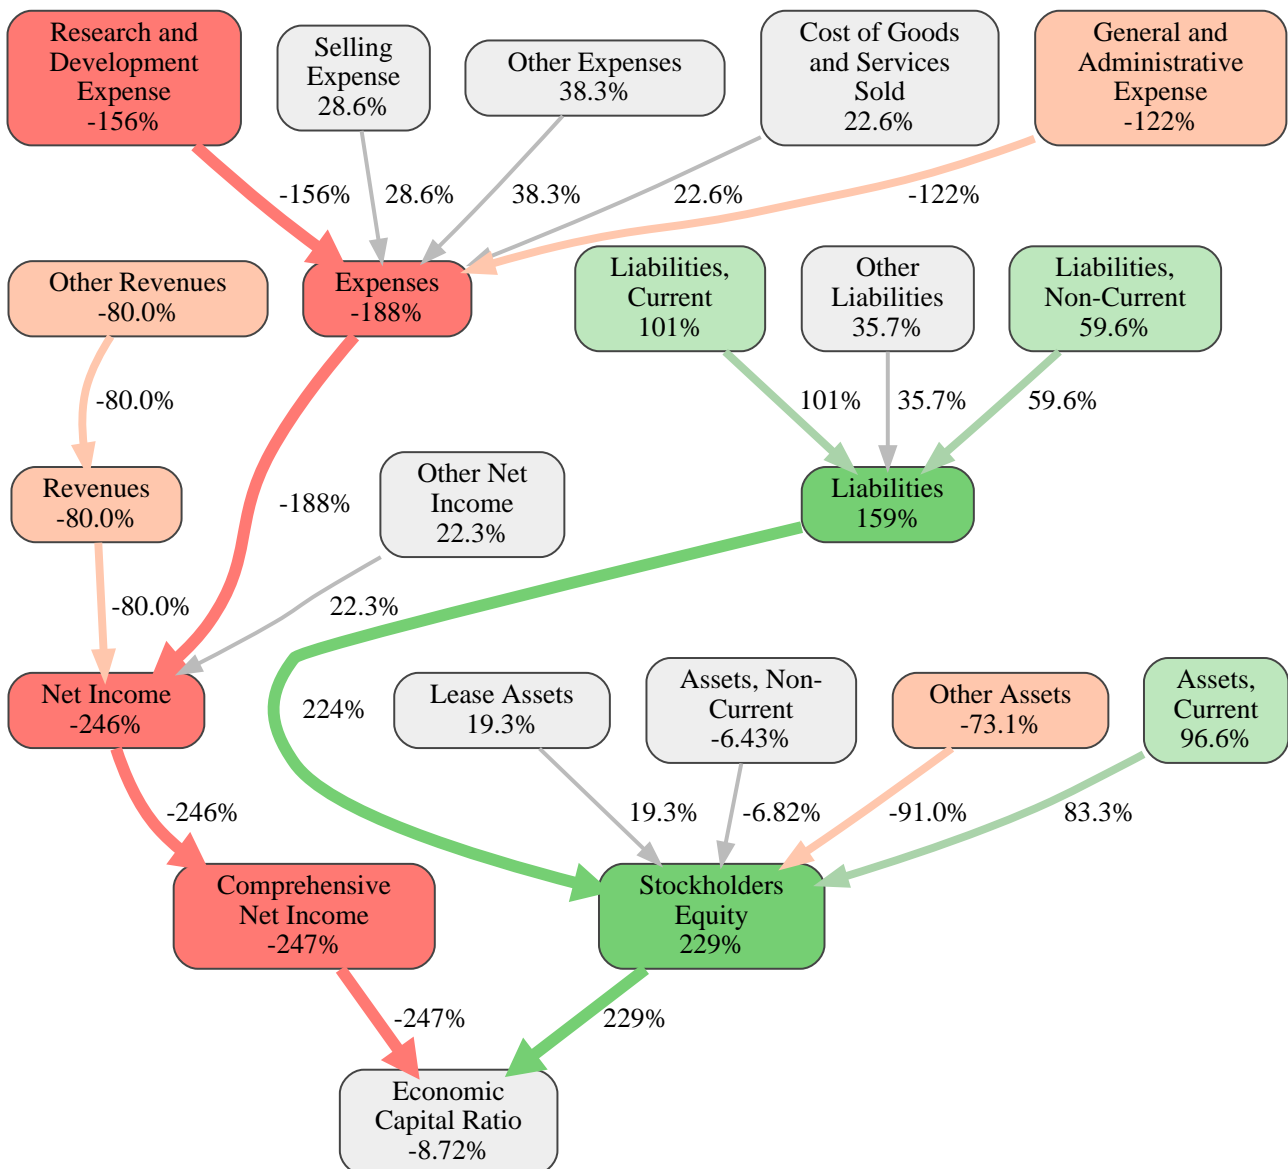 Research and
Development
Expense
-156%
Selling
Expense
28.6%
Other Expenses
38.3%
Cost of Goods
and Services
Sold
22.6%
General and
Administrative
Expense
-122%
-156%
28.6%
38.3%
22.6%
-122%
Other Revenues
-80.0%
Expenses
-188%
Liabilities,
Current
101%
Other
Liabilities
35.7%
Liabilities,
Non-Current
59.6%
-80.0%
101%
35.7%
59.6%
Revenues
-80.0%
-188%
Other Net
Income
22.3%
Liabilities
159%
-80.0%
22.3%
Net Income
-246%
224%
Lease Assets
19.3%
Assets, Non-
Current
-6.43%
Other Assets
-73.1%
Assets,
Current
96.6%
-246%
19.3%
-6.82%
-91.0%
83.3%
Comprehensive
Net Income
-247%
Stockholders
Equity
229%
-247%
229%
Economic
Capital Ratio
-8.72%